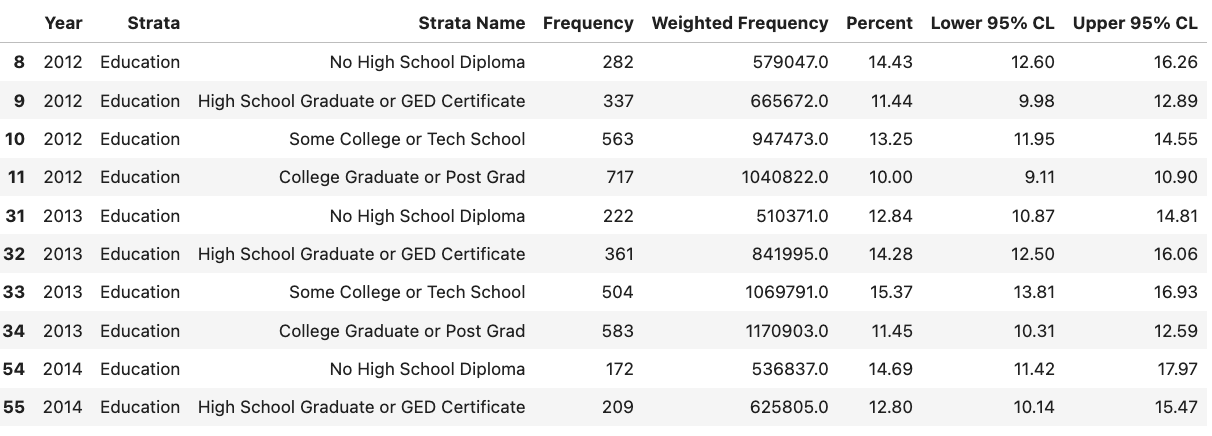 Year Strata Strata Name Frequency Weighted Frequency Percent Lower 95% CL Upper 95% CL
8 2012 Education No High School Diploma 282 579047.0 14.43 12.60 16.26
9 2012 Education High School Graduate or GED Certificate 337 665672.0 11.44 9.98 12.89
10 2012 Education Some College or Tech School 563 947473.0 13.25 11.95 14.55
11 2012 Education College Graduate or Post Grad 717 1040822.0 10.00 9.11 10.90
31 2013 Education No High School Diploma 222 510371.0 12.84 10.87 14.81
32 2013 Education High School Graduate or GED Certificate 361 841995.0 14.28 12.50 16.06
33 2013 Education Some College or Tech School 504 1069791.0 15.37 13.81 16.93
34 2013 Education College Graduate or Post Grad 583 1170903.0 11.45 10.31 12.59
54 2014 Education No High School Diploma 172 536837.0 14.69 11.42 17.97
55 2014 Education High School Graduate or GED Certificate 209 625805.0 12.80 10.14 15.47